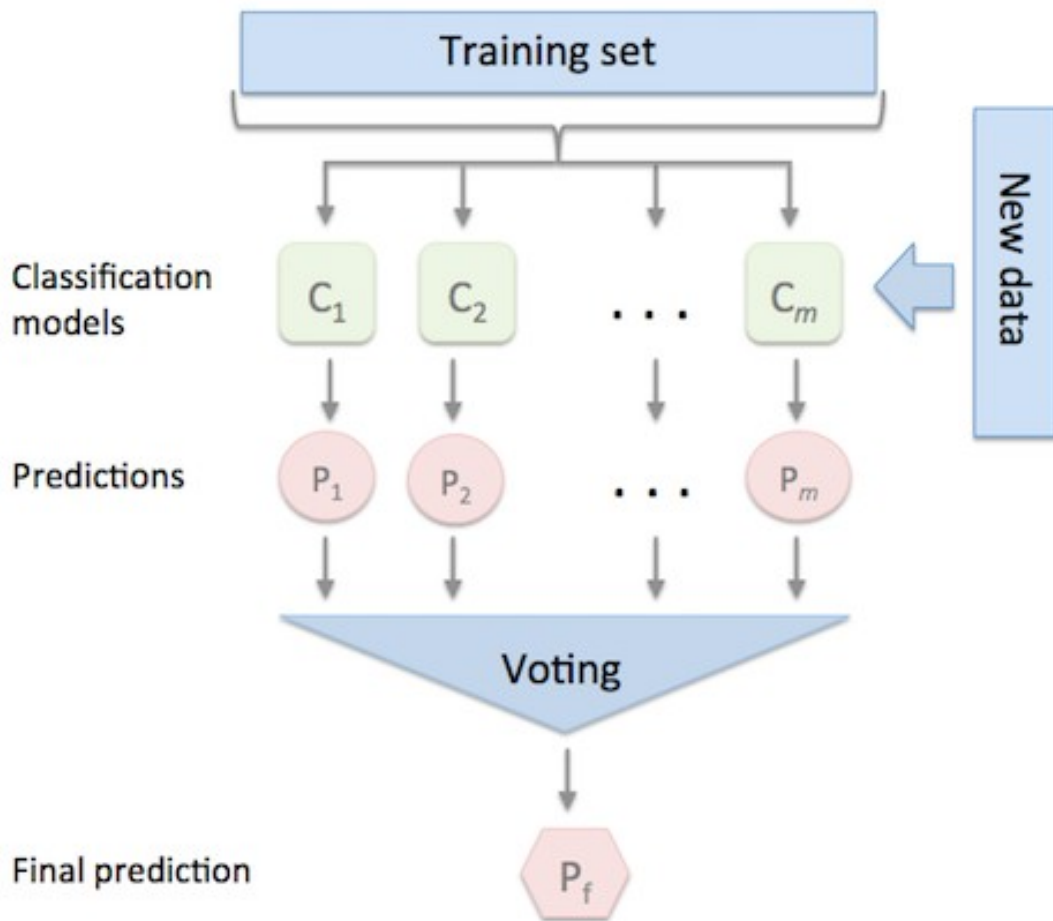 Training set
New data
Classification
models
C1
C2
. . .
Cm
Predictions
P1
P2
. . .
Pm
Voting
Final prediction
Pf